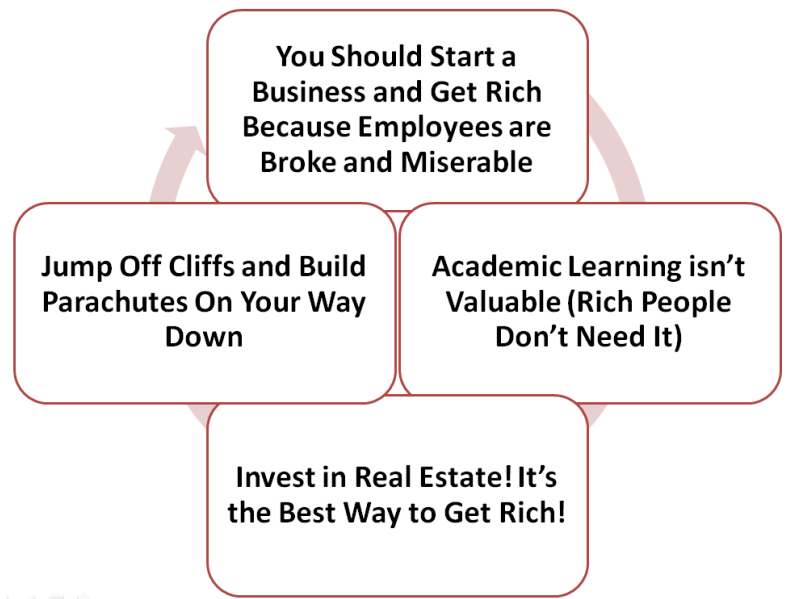 You Should Start a
Business and Get Rich
Because Employees are
Broke and Miserable
Jump Off Cliffs and Build
Parachutes On Your Way
Down
Academic Learning isn’t
Valuable (Rich People
Don’t Need It)
Invest in Real Estate! It’s
the Best Way to Get Rich!